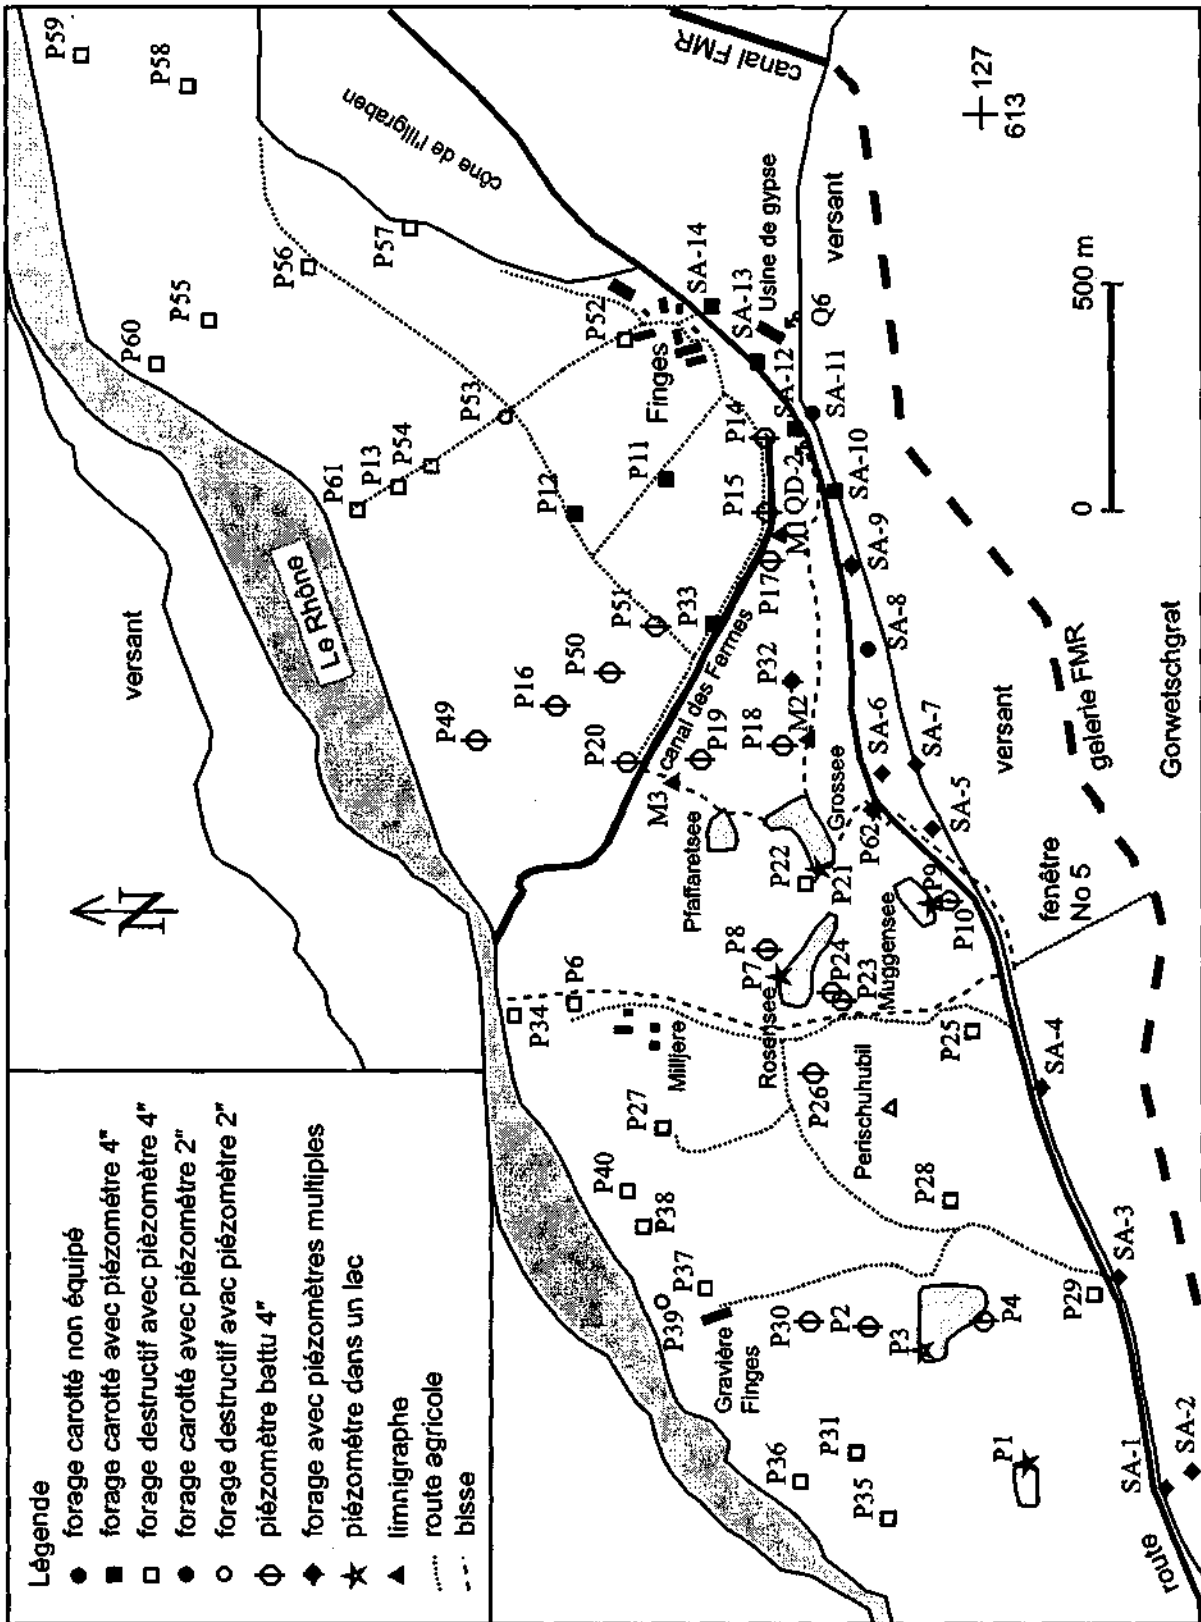 Légende
forage carotté non équipé
forage carotté avec piézométre 4"
forage destructif avec piézomètre 4"
forage carotté avec piézométre 2"
forage destructif avac piézomètre 2"
piézomètre battu 4"
forage avec piézomètres multiples
piézométre dans un lac
limnigraphe
route agricole
bisse
N
versant
Le Rhône
P59
P58
P60
P55
P56
P57
cône de l'Illgraben
canal FMR
127
613
P61
P13
P54
P53
P52
Finges
SA-14
SA-13
Usine de gypse
versant
Q6
SA-12
SA-11
P14
P11
P12
P15
QD-2
SA-10
M1
P17
SA-9
P51
P33
P50
P16
P49
P20
canal des Fermes
P19
M3
P32
P18
M2
SA-8
SA-6
SA-7
SA-5
P62
Grossee
Pfaffaretsee
P22
P21
P9
P10
Muggensee
P8
P7
Rosensee
P24
P23
P6
P34
Milljere
P25
P26
Perischuhubil
P27
P28
P40
P38
P37
P39
Gravière
Finges
P30
P2
P3
P4
P29
SA-4
SA-3
SA-2
SA-1
P1
P31
P36
P35
route
fenêtre
No 5
versant
galerie FMR
Gorwetschgrat
0
500 m